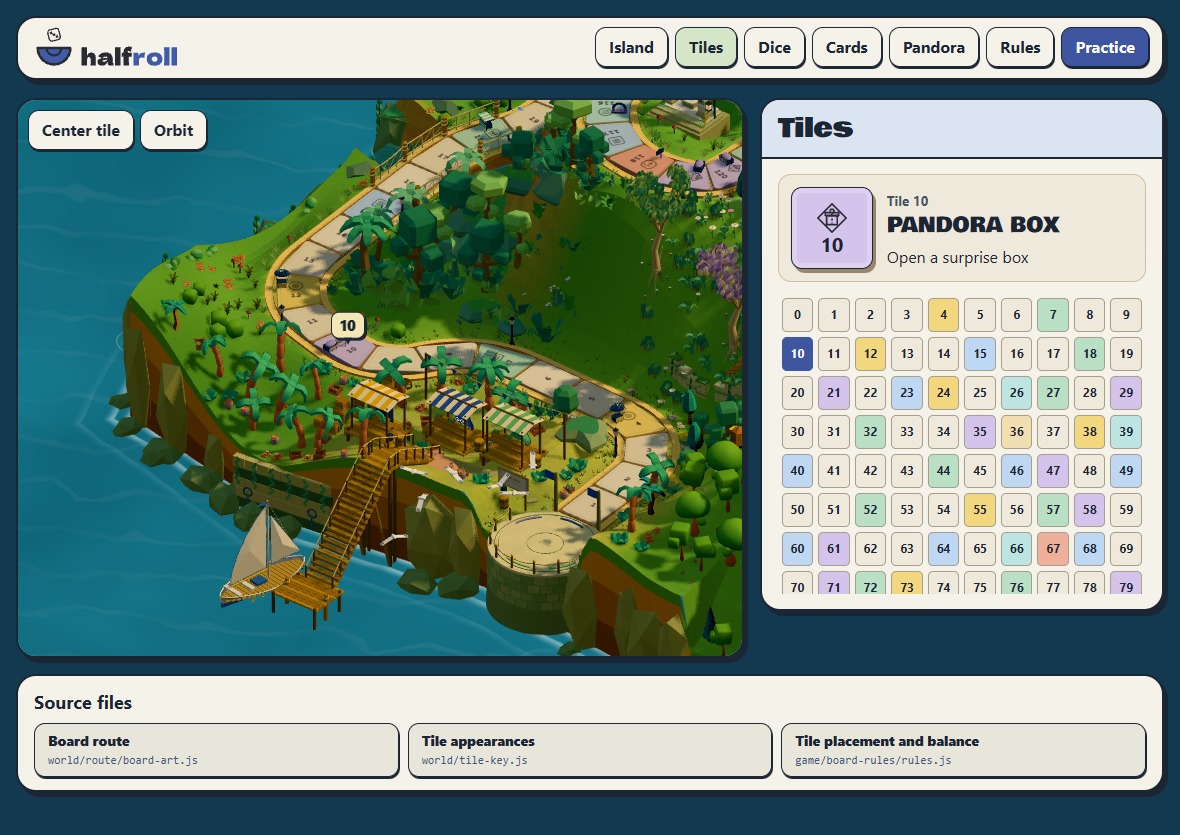 halfroll
Island
Tiles
Dice
Cards
Pandora
Rules
Practice
Center tile
Orbit
10
Tiles
10
Tile 10
PANDORA BOX
Open a surprise box
0 1 2 3 4 5 6 7 8 9
10 11 12 13 14 15 16 17 18 19
20 21 22 23 24 25 26 27 28 29
30 31 32 33 34 35 36 37 38 39
40 41 42 43 44 45 46 47 48 49
50 51 52 53 54 55 56 57 58 59
60 61 62 63 64 65 66 67 68 69
70 71 72 73 74 75 76 77 78 79
Source files
Board route
world/route/board-art.js
Tile appearances
world/tile-key.js
Tile placement and balance
game/board-rules/rules.js